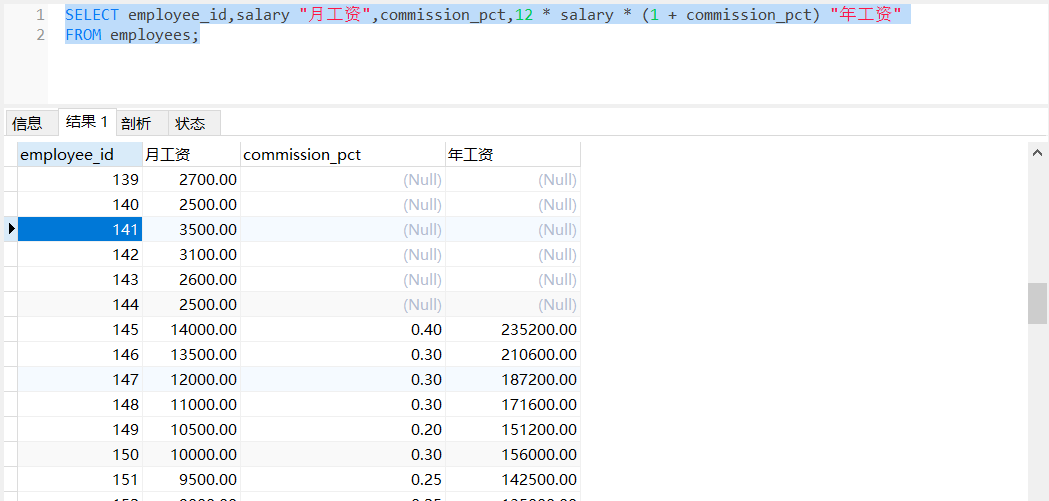 1 SELECT employee_id,salary "月工资",commission_pct,12 * salary * (1 + commission_pct) "年工资"
2 FROM employees;
信息 结果 1 剖析 状态
employee_id 月工资 commission_pct 年工资
139 2700.00 (Null) (Null)
140 2500.00 (Null) (Null)
141 3500.00 (Null) (Null)
142 3100.00 (Null) (Null)
143 2600.00 (Null) (Null)
144 2500.00 (Null) (Null)
145 14000.00 0.40 235200.00
146 13500.00 0.30 210600.00
147 12000.00 0.30 187200.00
148 11000.00 0.30 171600.00
149 10500.00 0.20 151200.00
150 10000.00 0.30 156000.00
151 9500.00 0.25 142500.00